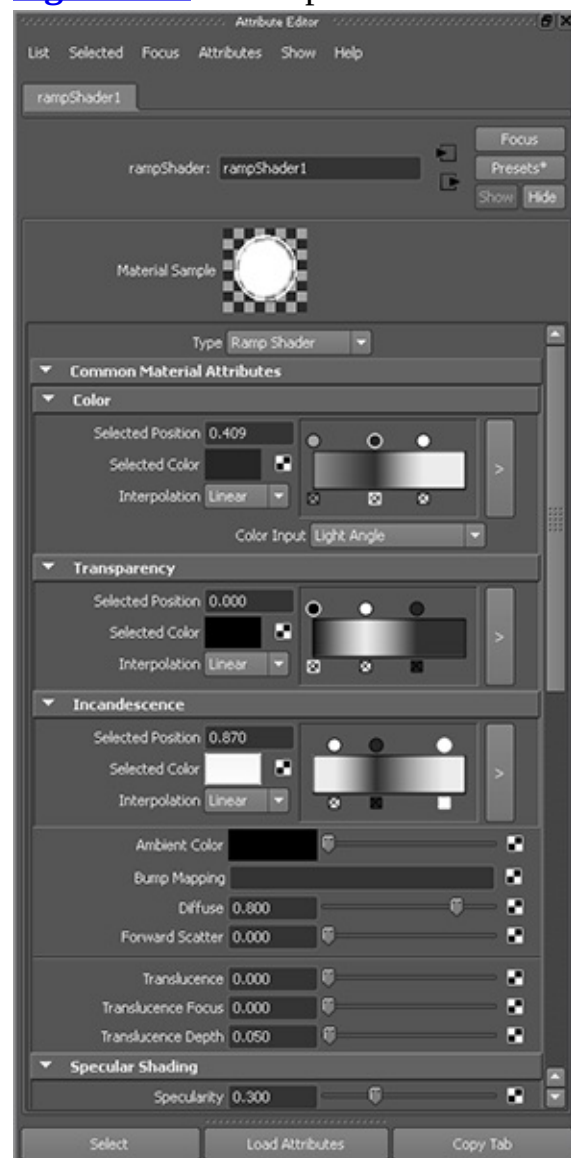 Attribute Editor
List Selected Focus Attributes Show Help
rampShader1
Focus
rampShader: rampShader1
Presets*
Show Hide
Material Sample
Type Ramp Shader
Common Material Attributes
Color
Selected Position 0.409
Selected Color
>
Interpolation Linear
Color Input Light Angle
Transparency
Selected Position 0.000
Selected Color
>
Interpolation Linear
Incandescence
Selected Position 0.870
Selected Color
>
Interpolation Linear
Ambient Color
Bump Mapping
Diffuse 0.800
Forward Scatter 0.000
Translucence 0.000
Translucence Focus 0.000
Translucence Depth 0.050
Specular Shading
Specularity 0.300
Select Load Attributes Copy Tab